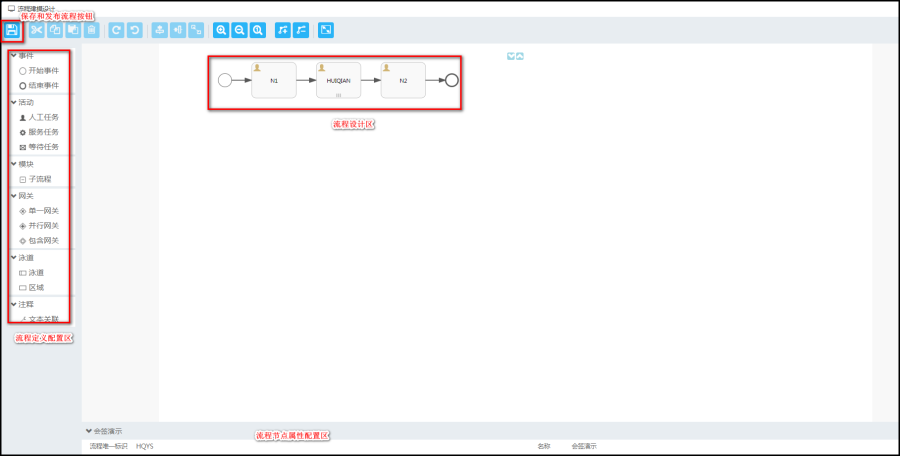 流程建模设计
保存和发布流程按钮
事件
开始事件
结束事件
活动
人工任务
服务任务
等待任务
模块
子流程
网关
单一网关
并行网关
包含网关
泳道
泳道
区域
注释
文本关联
流程定义配置区
N1
HUIQIAN
N2
流程设计区
会签演示
流程节点属性配置区
流程唯一标识 HQYS 名称 会签演示